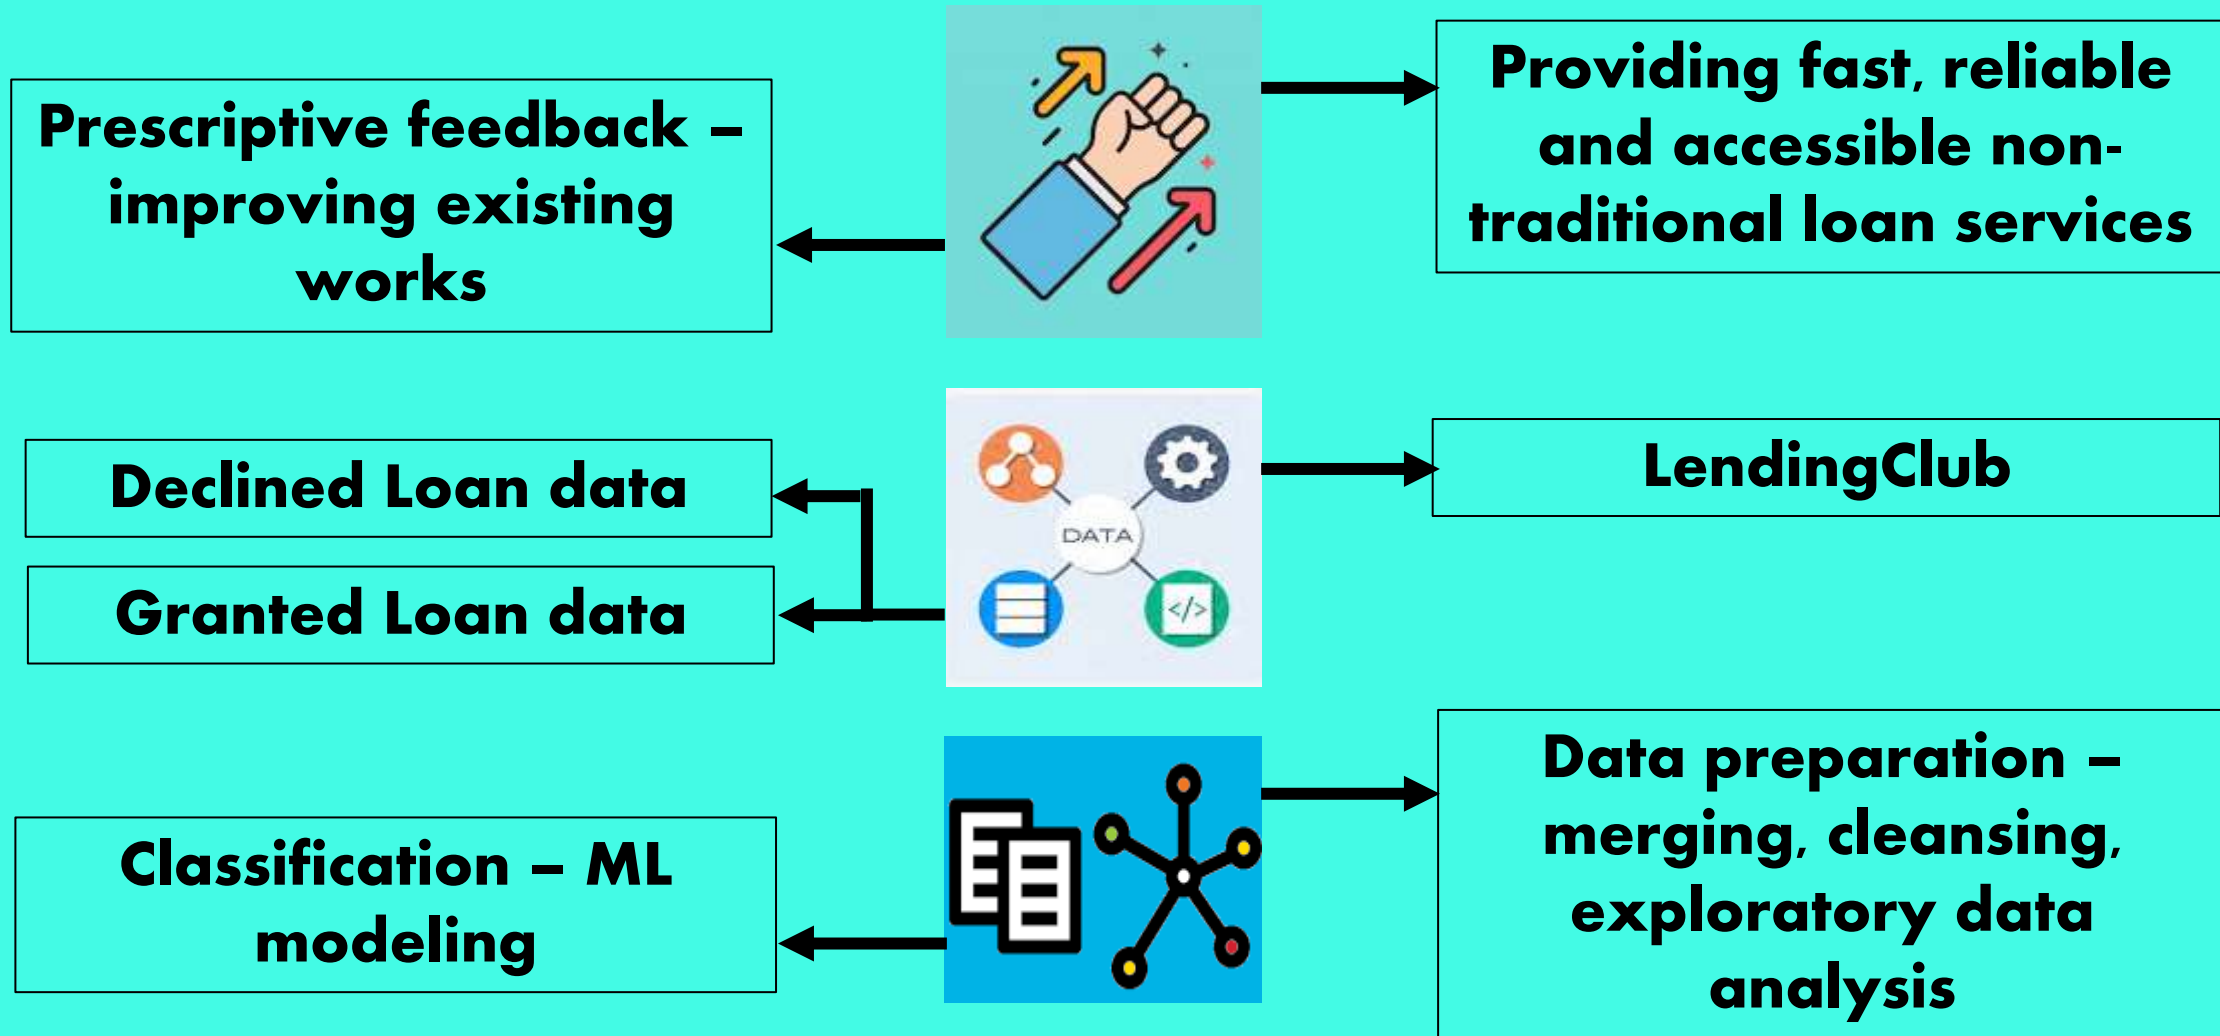 Prescriptive feedback –
improving existing
works
Providing fast, reliable
and accessible non-
traditional loan services
Declined Loan data
Granted Loan data
DATA
</>
LendingClub
Classification – ML
modeling
Data preparation –
merging, cleansing,
exploratory data
analysis